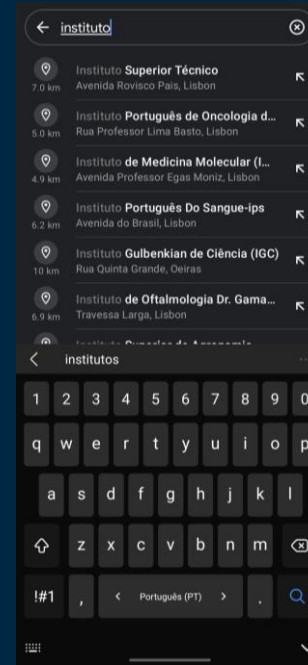 instituto
Instituto Superior Técnico
7.0 km Avenida Rovisco Pais, Lisbon
Instituto Português de Oncologia d...
5.0 km Rua Professor Lima Basto, Lisbon
Instituto de Medicina Molecular (I...
4.9 km Avenida Professor Egas Moniz, Lisbon
Instituto Português Do Sangue-ips
6.2 km Avenida do Brasil, Lisbon
Instituto Gulbenkian de Ciência (IGC)
10 km Rua Quinta Grande, Oeiras
Instituto de Oftalmologia Dr. Gama...
6.9 km Travessa Larga, Lisbon
Instituto Superior de Agronomia
institutos
1 2 3 4 5 6 7 8 9 0
q w e r t y u i o p
a s d f g h j k l
z x c v b n m
!#1 , < Português (PT) > .